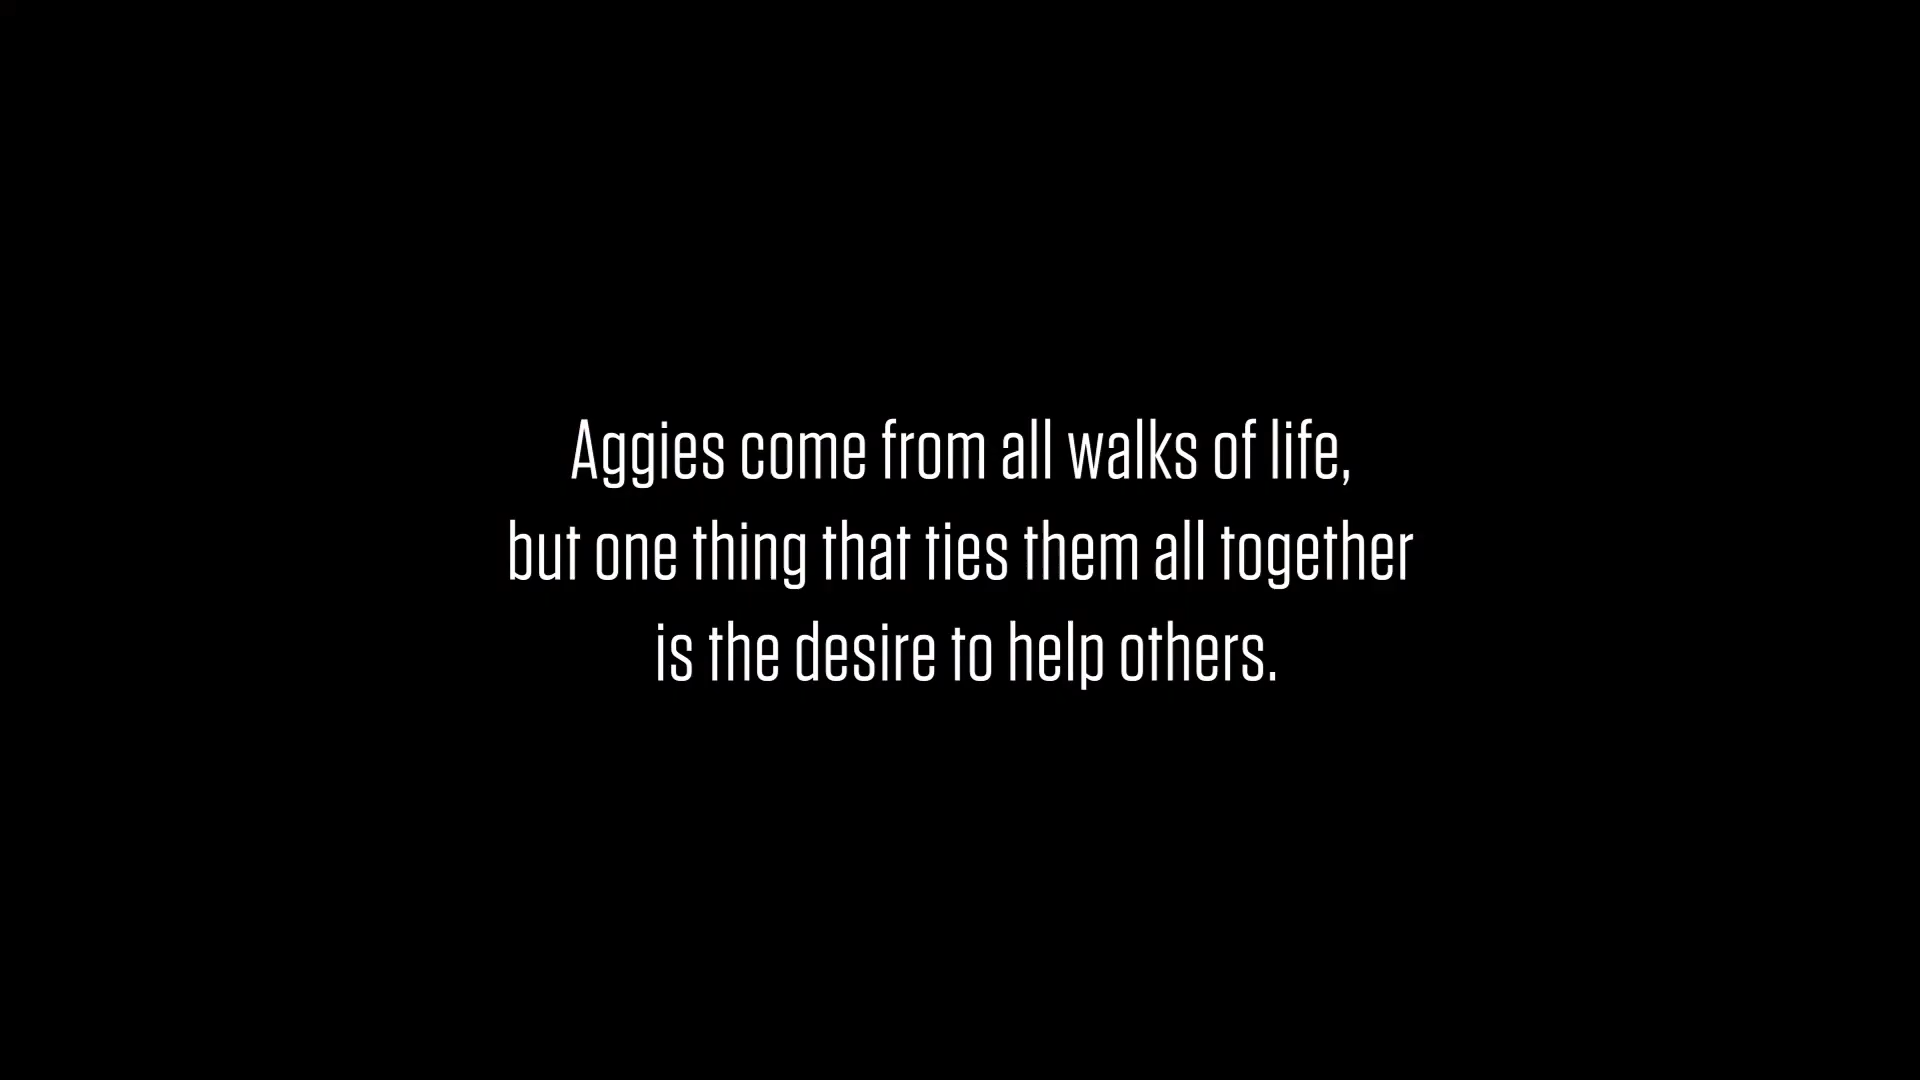 Aggies come from all walks of life,
but one thing that ties them all together
is the desire to help others.